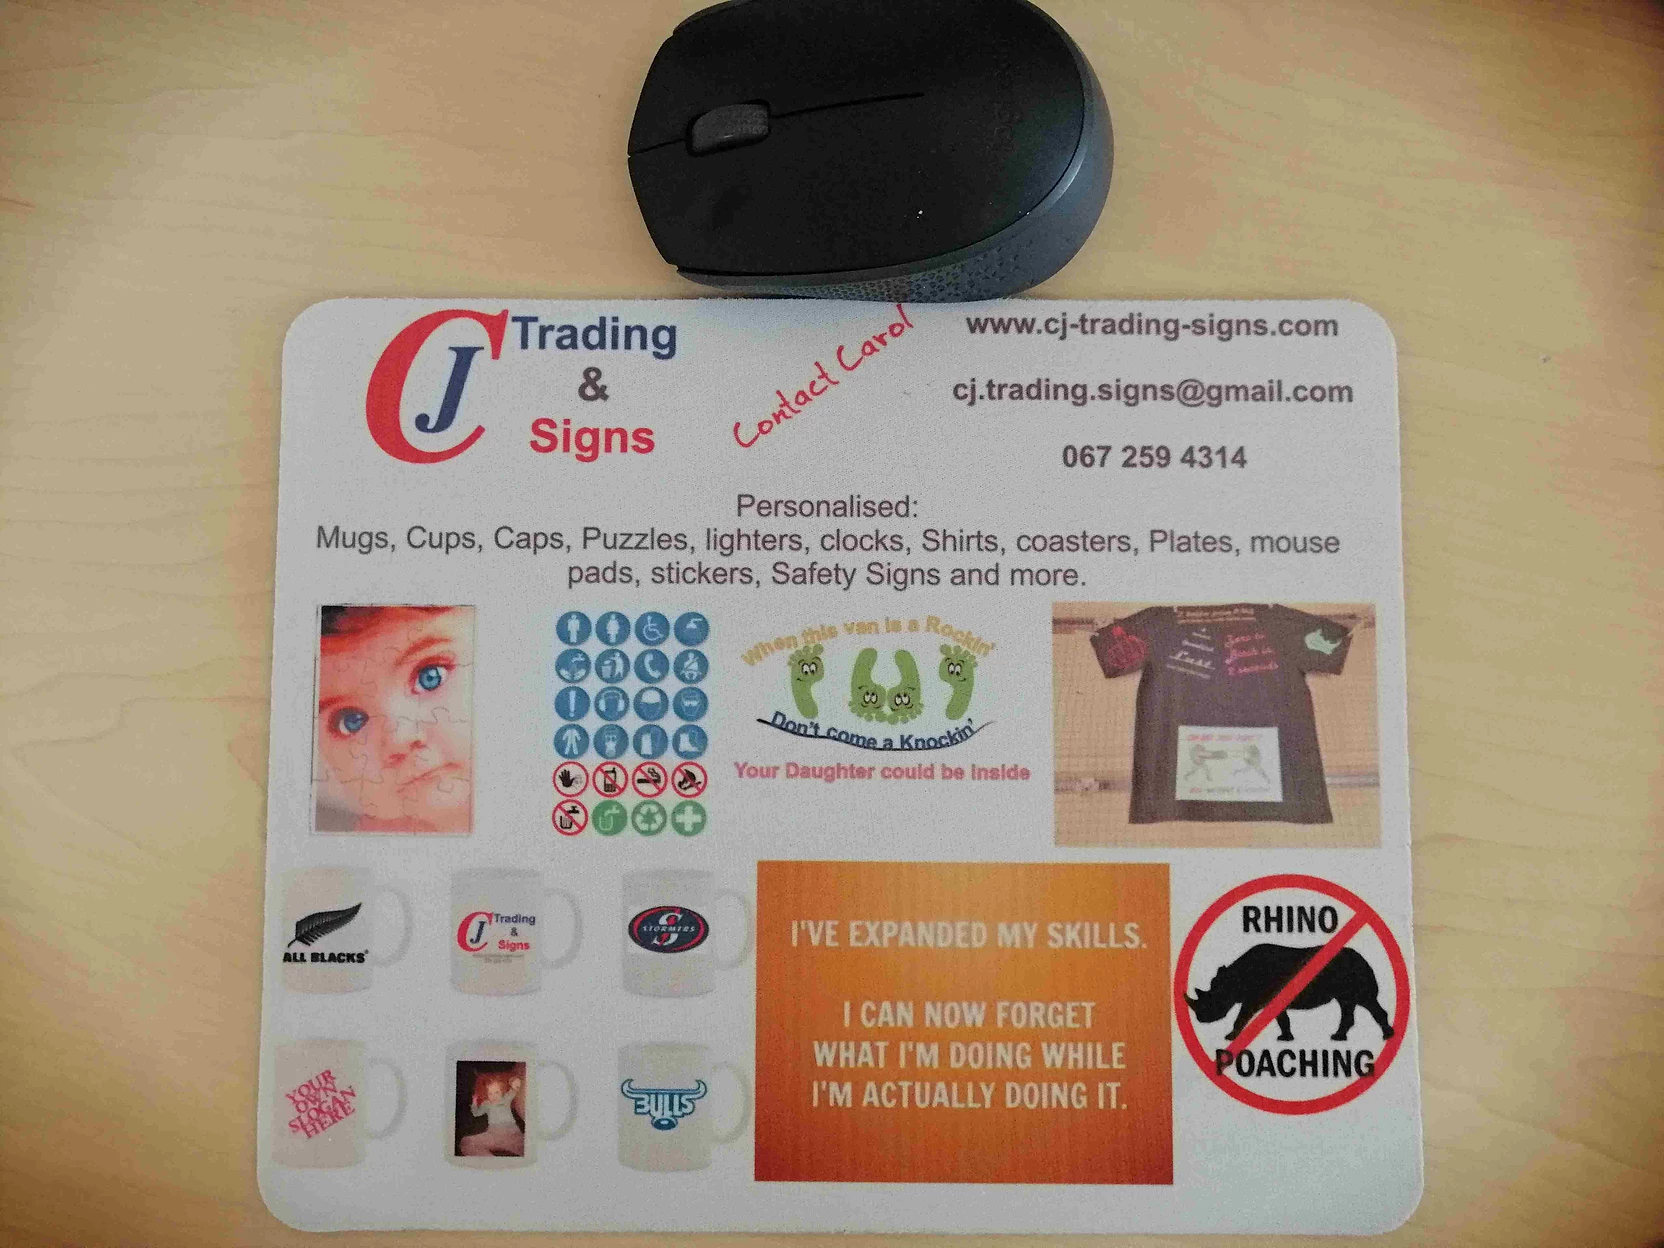 CJ
Trading
&
Signs
Contact Carol
www.cj-trading-signs.com
cj.trading.signs@gmail.com
067 259 4314
Personalised:
Mugs, Cups, Caps, Puzzles, lighters, clocks, Shirts, coasters, Plates, mouse
pads, stickers, Safety Signs and more.
When this van is a Rockin'
Don't come a Knockin'
Your Daughter could be Inside
ALL BLACKS
CJ
Trading
&
Signs
STORMERS
YOUR
OWN
SLOGAN
HERE
BULLS
I'VE EXPANDED MY SKILLS.
I CAN NOW FORGET
WHAT I'M DOING WHILE
I'M ACTUALLY DOING IT.
RHINO
POACHING